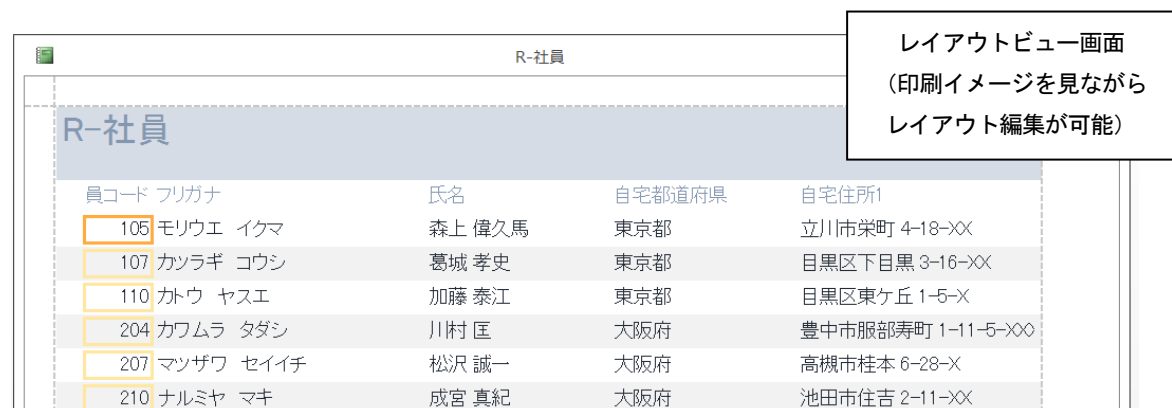 R-社員
レイアウトビュー画面
（印刷イメージを見ながら
レイアウト編集が可能）
R-社員
員コード フリガナ 氏名 自宅都道府県 自宅住所1
105 モリウエ イクマ 森上 偉久馬 東京都 立川市栄町 4-18-XX
107 カツラギ コウシ 葛城 孝史 東京都 目黒区下目黒 3-16-XX
110 カトウ ヤスエ 加藤 泰江 東京都 目黒区東ケ丘 1-5-X
204 カワムラ タダシ 川村 匡 大阪府 豊中市服部寿町 1-11-5-XXX
207 マツザワ セイイチ 松沢 誠一 大阪府 高槻市桂本 6-28-X
210 ナルミヤ マキ 成宮 真紀 大阪府 池田市住吉 2-11-XX